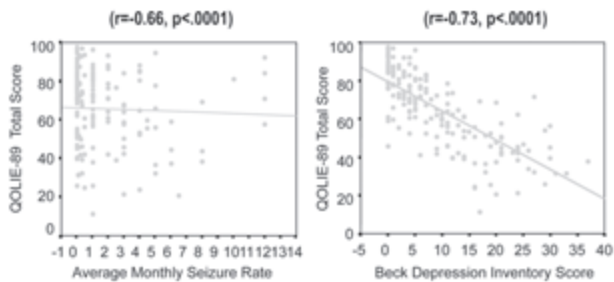 (r=-0.66, p<.0001)
QOLIE-89 Total Score
100
80
60
40
20
0
-1 0 1 2 3 4 5 6 7 8 9 10 11 12 13 14
Average Monthly Seizure Rate
(r=-0.73, p<.0001)
QOLIE-89 Total Score
100
80
60
40
20
0
-5 0 5 10 15 20 25 30 35 40
Beck Depression Inventory Score